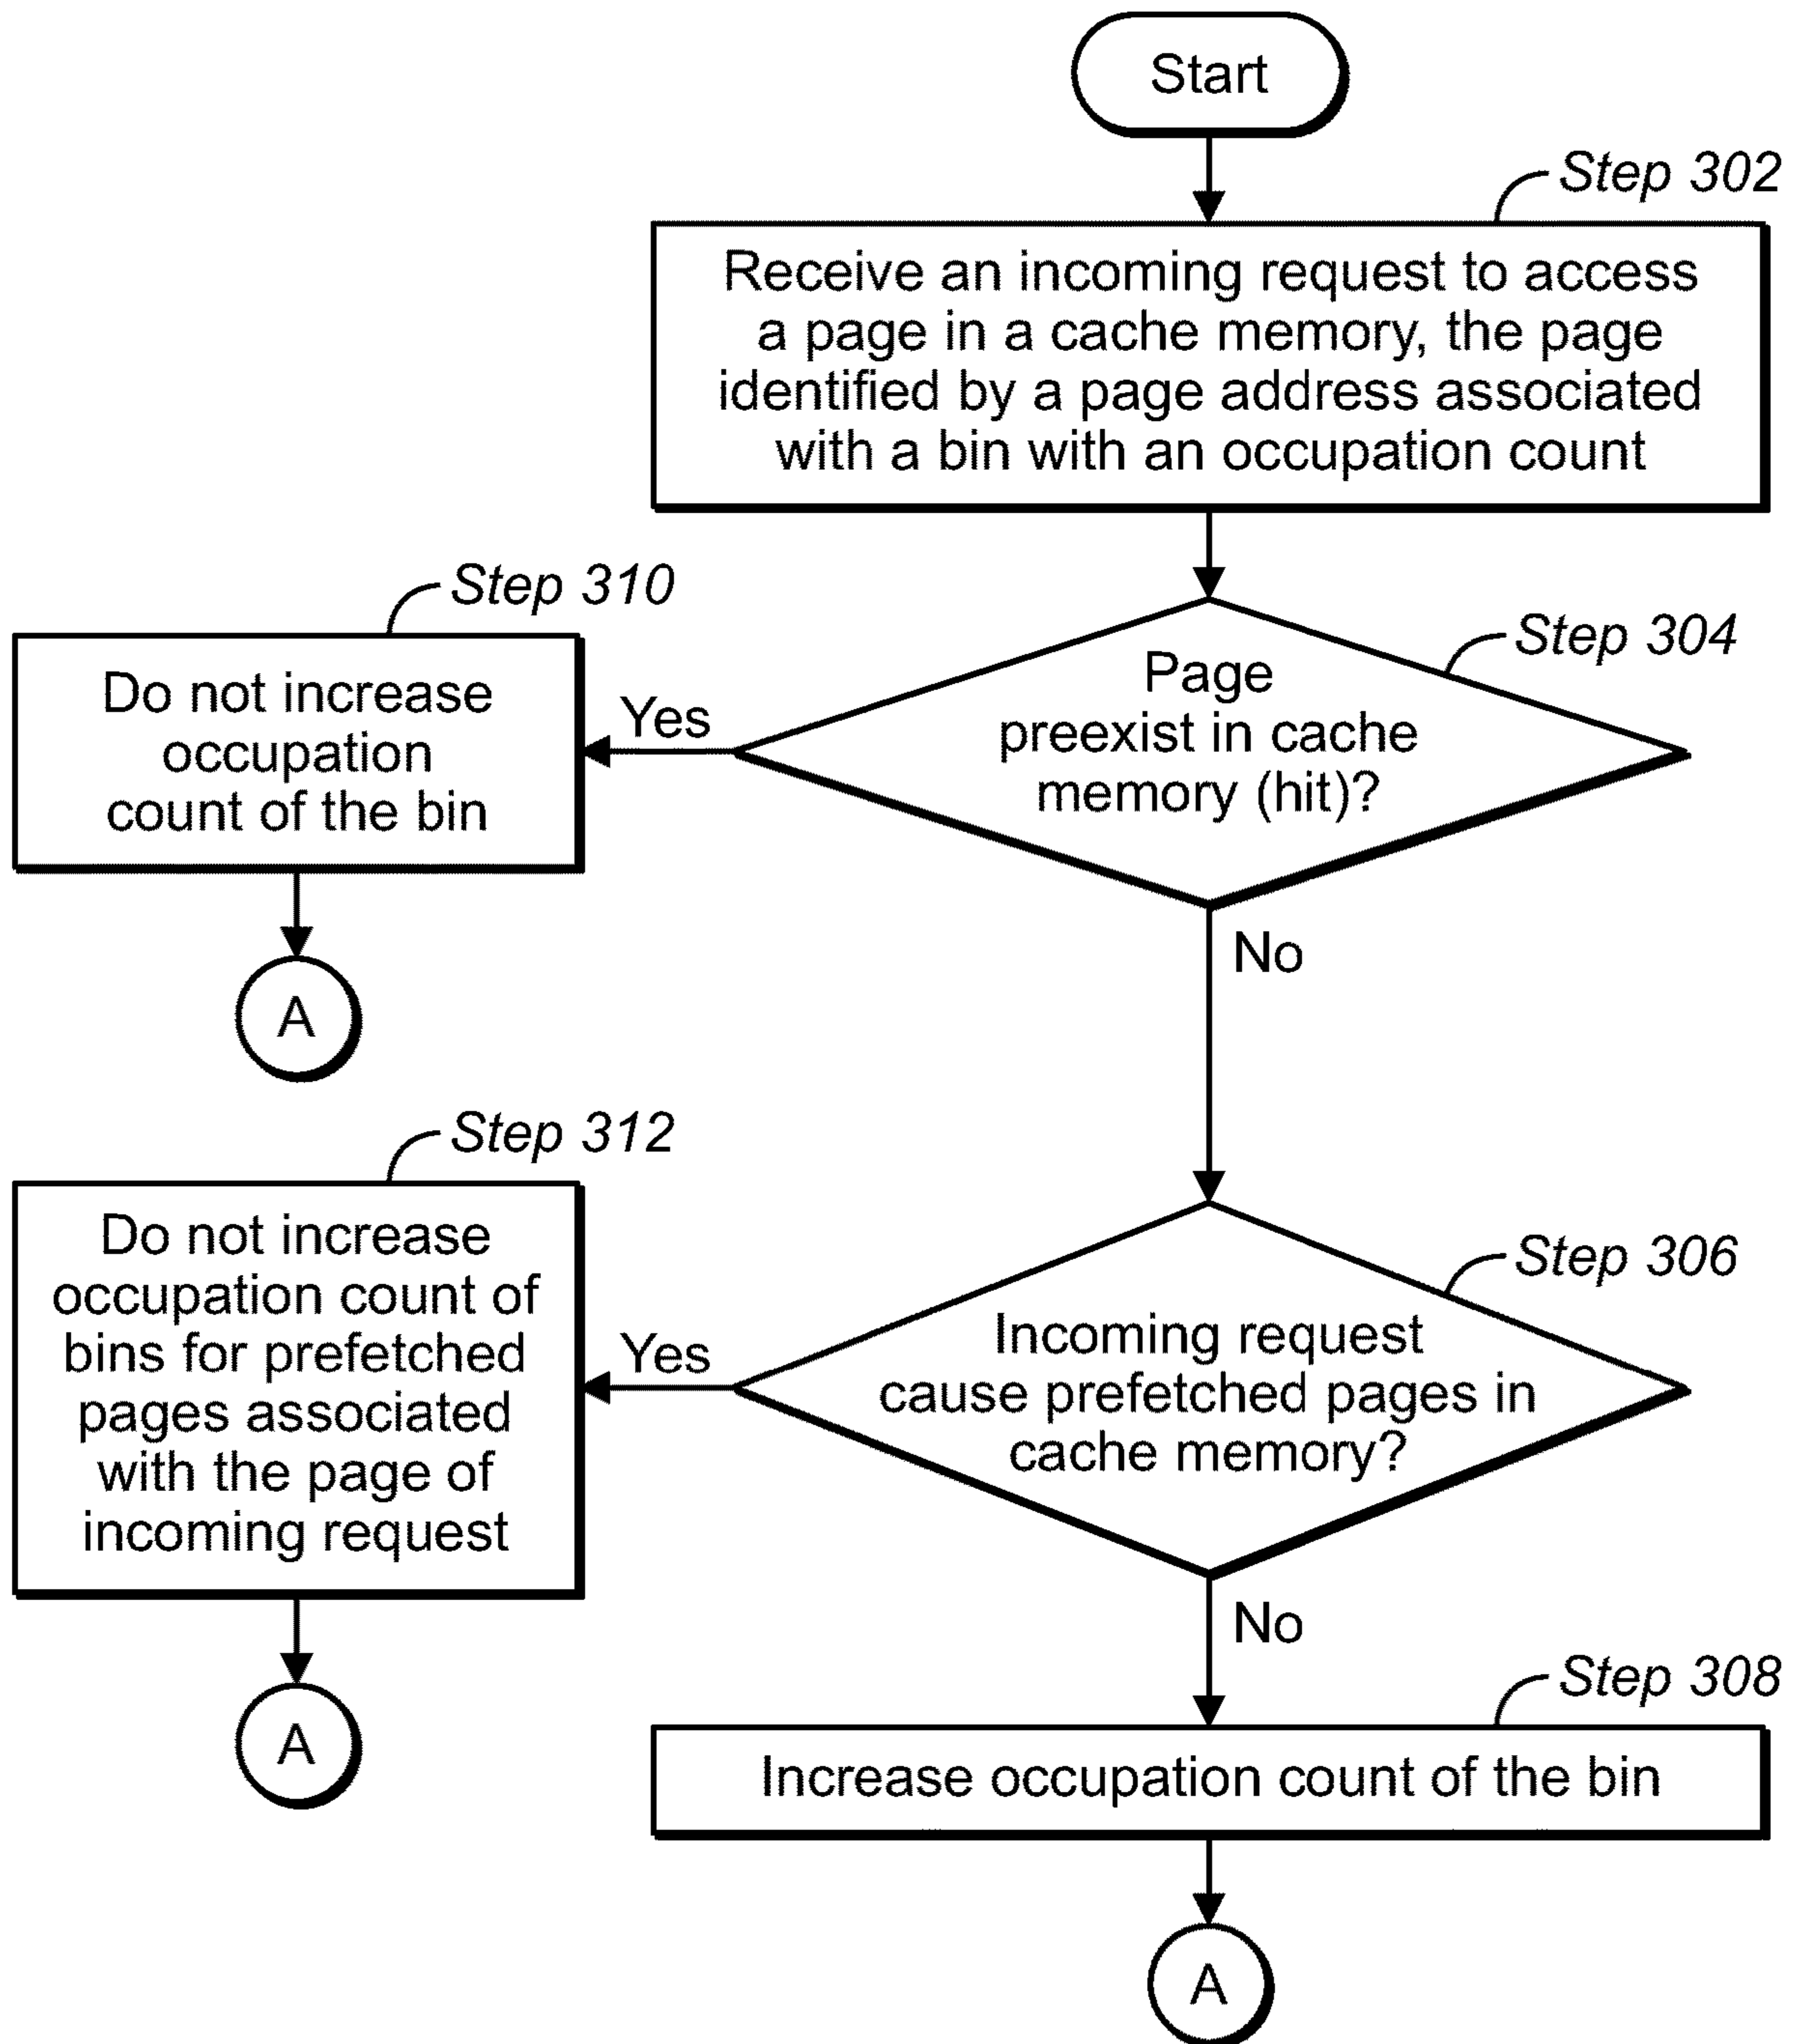 Start
Step 302
Receive an incoming request to access
a page in a cache memory, the page
identified by a page address associated
with a bin with an occupation count
Step 304
Page
preexist in cache
memory (hit)?
Yes
Step 310
Do not increase
occupation
count of the bin
A
No
Step 306
Incoming request
cause prefetched pages in
cache memory?
Yes
Step 312
Do not increase
occupation count of
bins for prefetched
pages associated
with the page of
incoming request
A
No
Step 308
Increase occupation count of the bin
A